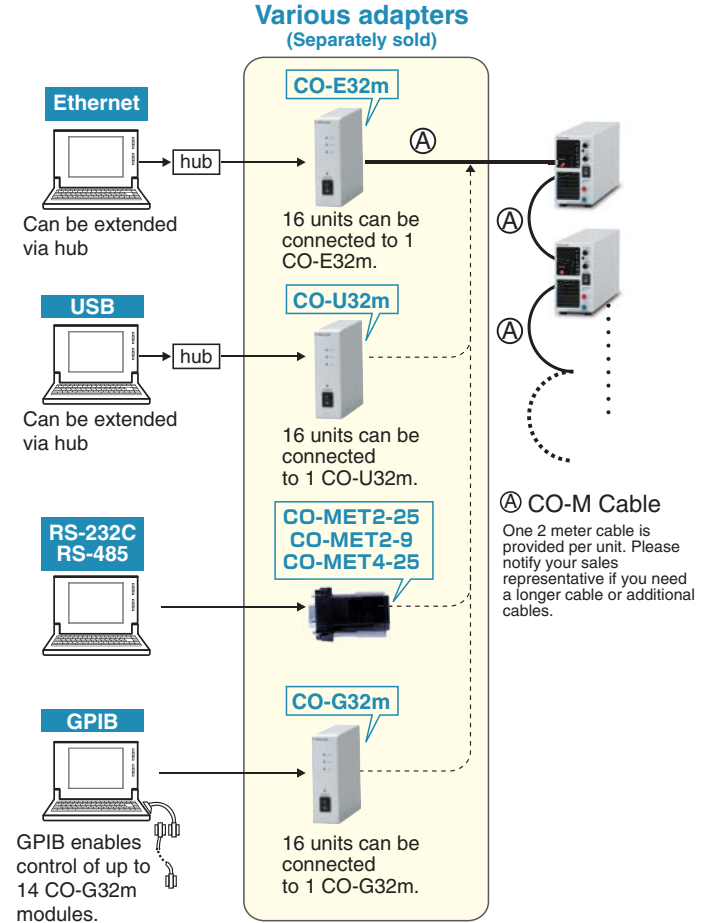 Various adapters
(Separately sold)
Ethernet
hub
Can be extended
via hub
CO-E32m
16 units can be
connected to 1
CO-E32m.
Ⓐ
Ⓐ
Ⓐ
USB
hub
Can be extended
via hub
CO-U32m
16 units can be
connected
to 1 CO-U32m.
RS-232C
RS-485
CO-MET2-25
CO-MET2-9
CO-MET4-25
Ⓐ CO-M Cable
One 2 meter cable is
provided per unit. Please
notify your sales
representative if you need
a longer cable or additional
cables.
GPIB
GPIB enables
control of up to
14 CO-G32m
modules.
CO-G32m
16 units can be
connected
to 1 CO-G32m.